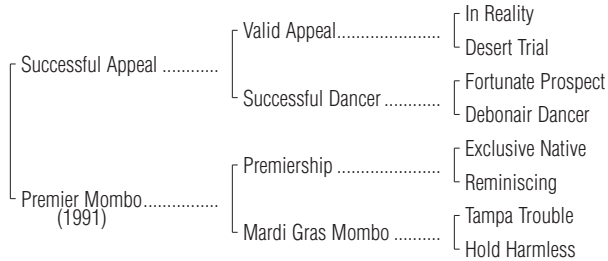 In Reality
Valid Appeal......................
Desert Trial
Successful Appeal ............
Fortunate Prospect
Successful Dancer ............
Debonair Dancer
Exclusive Native
Premiership ......................
Reminiscing
Premier Mombo................
(1991)
Tampa Trouble
Mardi Gras Mombo ..........
Hold Harmless